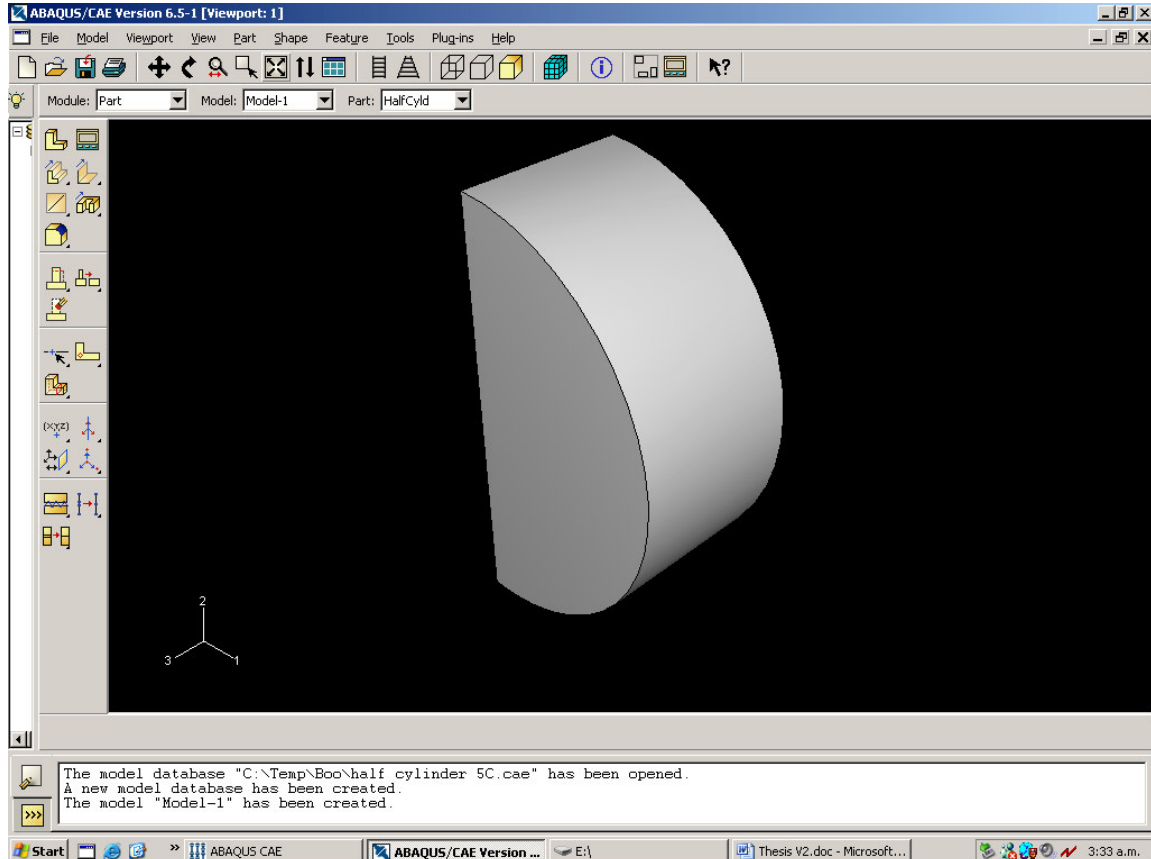 ABAQUS/CAE Version 6.5-1 [Viewport: 1]
File Model Viewport View Part Shape Feature Tools Plug-ins Help
Module: Part Model: Model-1 Part: HalfCyld
(XYZ)
2
3
1
The model database "C:\Temp\Boo\half cylinder 5C.cae" has been opened.
A new model database has been created.
The model "Model-1" has been created.
>>>
Start » ABAQUS CAE ABAQUS/CAE Version ... E:\ Thesis V2.doc - Microsoft... 3:33 a.m.